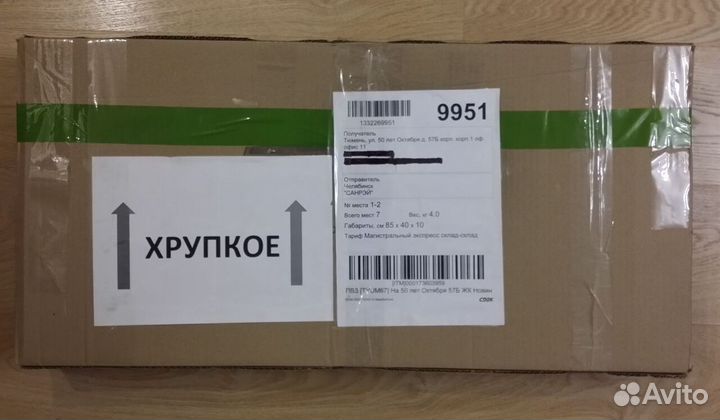 9951
1332269951
Получатель
Тюмень, ул. 50 лет Октября д. 57Б корп. корп.1 оф.
офис 11
Отправитель
Челябинск
"САНРЭЙ"
№ места 1-2
Всего мест 7 Вес, кг 4.0
Габариты, см 85 x 40 x 10
Тариф Магистральный экспресс склад-склад
ПВЗ [TYUM67] На 50 лет Октября 57Б ЖК Новин
CDEK
ХРУПКОЕ
Avito